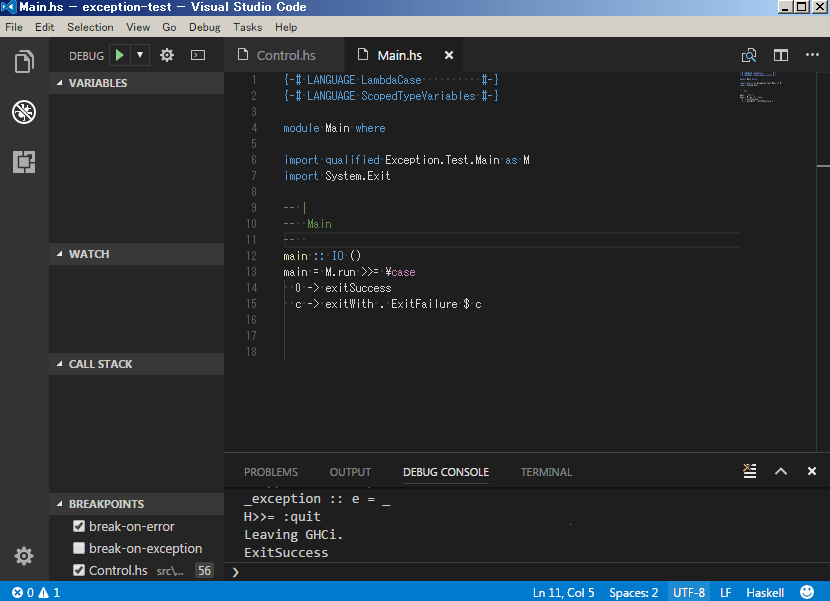 Main.hs — exception-test — Visual Studio Code
File Edit Selection View Go Debug Tasks Help
DEBUG
Control.hs
Main.hs
VARIABLES
WATCH
CALL STACK
BREAKPOINTS
break-on-error
break-on-exception
Control.hs src\... 56
1 {-# LANGUAGE LambdaCase #-}
2 {-# LANGUAGE ScopedTypeVariables #-}
3
4 module Main where
5
6 import qualified Exception.Test.Main as M
7 import System.Exit
8
9 -- |
10 -- Main
11 --
12 main :: IO ()
13 main = M.run >>= ¥case
14 0 -> exitSuccess
15 c -> exitWith . ExitFailure $ c
16
17
18
PROBLEMS OUTPUT DEBUG CONSOLE TERMINAL
_exception :: e = _
H>>= :quit
Leaving GHCi.
ExitSuccess
0 1 Ln 11, Col 5 Spaces: 2 UTF-8 LF Haskell